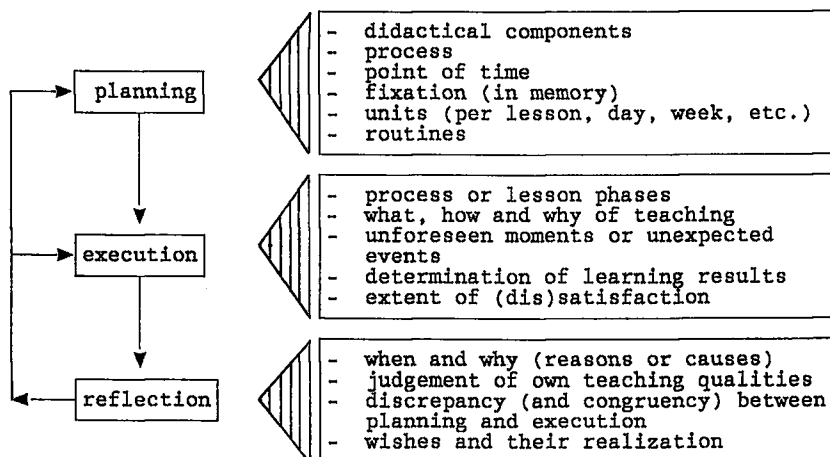 planning
- didactical components
- process
- point of time
- fixation (in memory)
- units (per lesson, day, week, etc.)
- routines
execution
- process or lesson phases
- what, how and why of teaching
- unforeseen moments or unexpected
events
- determination of learning results
- extent of (dis)satisfaction
reflection
- when and why (reasons or causes)
- judgement of own teaching qualities
- discrepancy (and congruency) between
planning and execution
- wishes and their realization